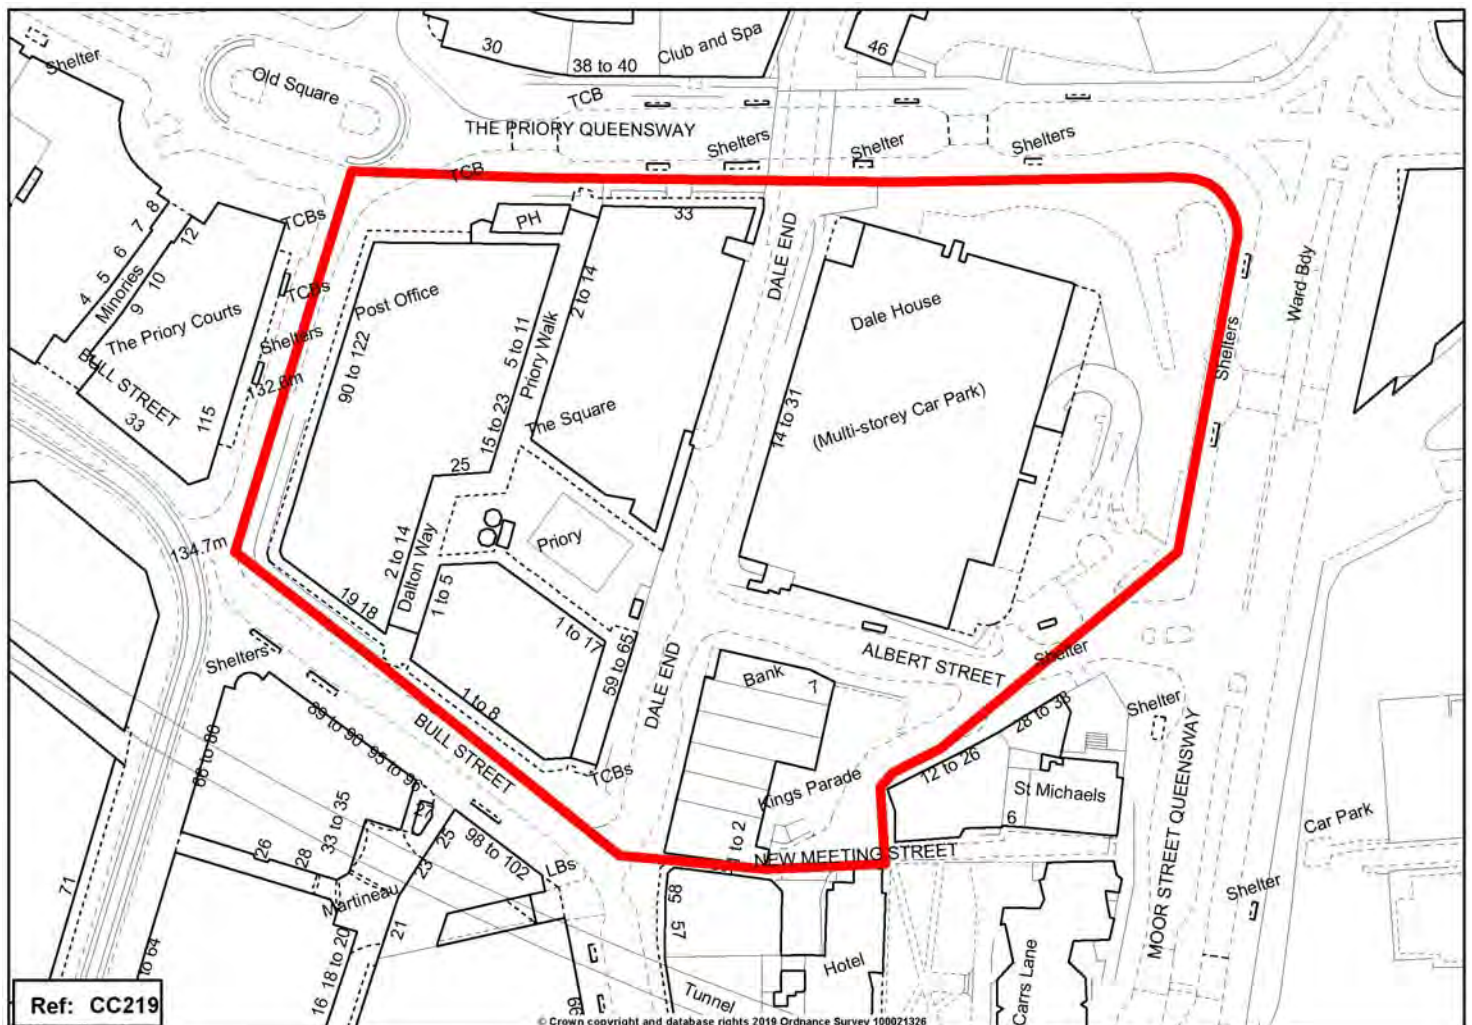 30
38 to 40
Club and Spa
46
Shelter
Old Square
TCB
THE PRIORY QUEENSWAY
Shelters
Shelter
Shelters
TCB
TCBs
PH
33
DALE END
Ward Bdy
4 5 6 7 8
Minories
9 10
12
The Priory Courts
TCBs
Post Office
Shelters
132.6m
90 to 122
5 to 11
Priory Walk
2 to 14
Dale House
Shelters
BULL STREET
33
115
15 to 23
The Square
14 to 31
(Multi-storey Car Park)
25
134.7m
2 to 14
Dalton Way
Priory
19 18
1 to 5
1 to 17
59 to 65
Shelters
DALE END
Bank
7
ALBERT STREET
Shelter
1 to 8
BULL STREET
TCBs
28 to 38
12 to 26
Shelter
89 to 90
95 to 96
27
33 to 35
26
28
25
23
98 to 102
LBs
Kings Parade
1 to 2
NEW MEETING STREET
St Michaels
6
MOOR STREET QUEENSWAY
Car Park
Shelter
71
to 64
Martineau
21
18 to 20
16
58
57
Hotel
Tunnel
Carrs Lane
Ref: CC219
© Crown copyright and database rights 2019 Ordnance Survey 100021326